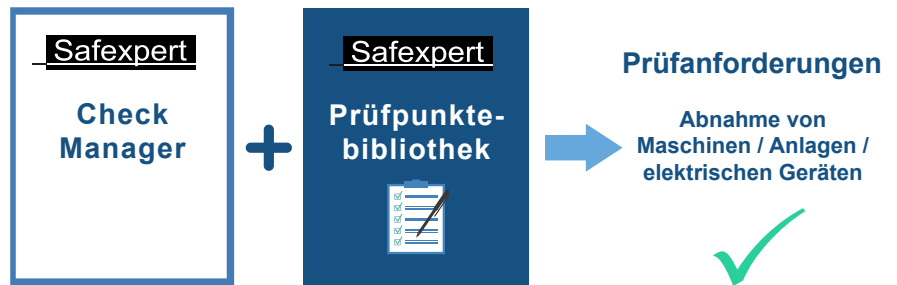 Safexpert
Check
Manager
Safexpert
Prüfpunkte-
bibliothek
Prüfanforderungen
Abnahme von
Maschinen / Anlagen /
elektrischen Geräten